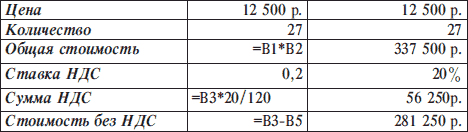 Цена 12 500 р. 12 500 р.
Количество 27 27
Общая стоимость =B1*B2 337 500 р.
Ставка НДС 0,2 20%
Сумма НДС =B3*20/120 56 250р.
Стоимость без НДС =B3-B5 281 250 р.